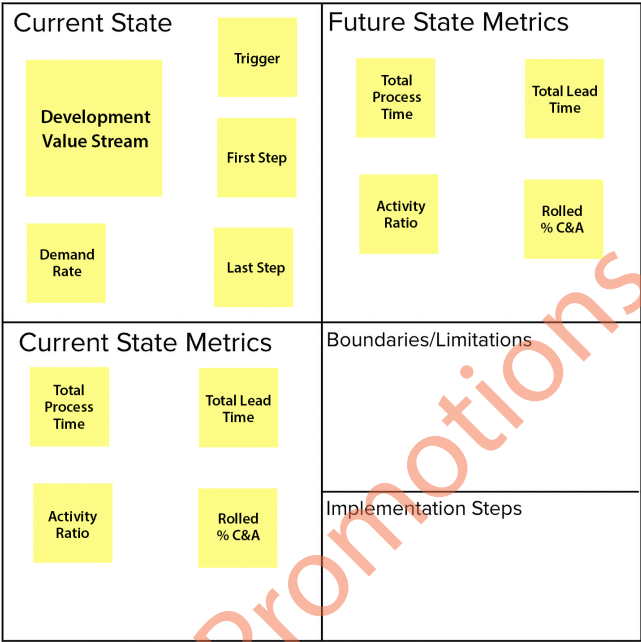 Current State
Trigger
Development
Value Stream
First Step
Demand
Rate
Last Step
Future State Metrics
Total
Process
Time
Total Lead
Time
Activity
Ratio
Rolled
% C&A
Current State Metrics
Total
Process
Time
Total Lead
Time
Activity
Ratio
Rolled
% C&A
Boundaries/Limitations
Implementation Steps
Promotions